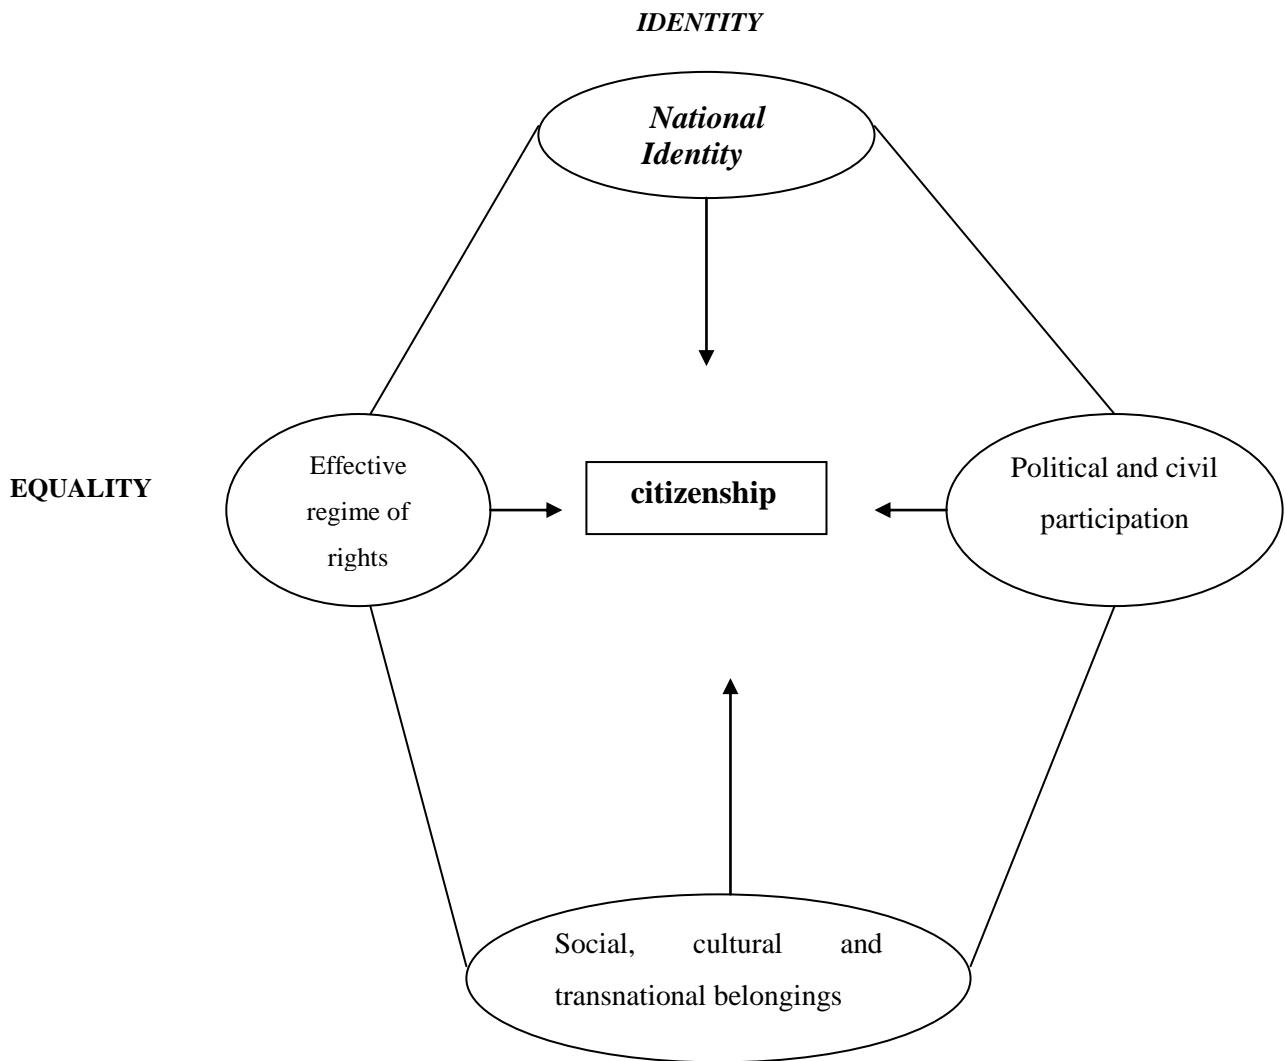 IDENTITY
National
Identity
EQUALITY
Effective
regime of
rights
citizenship
Political and civil
participation
Social, cultural and
transnational belongings